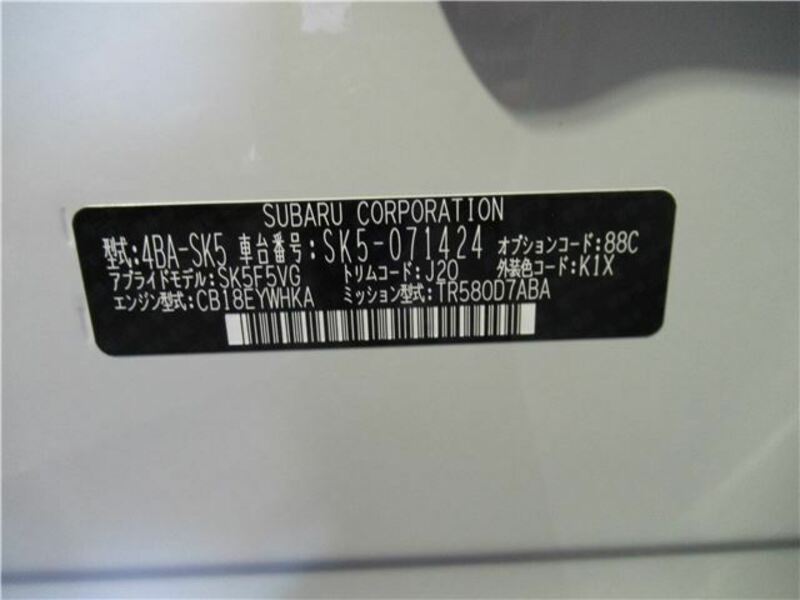 SUBARU CORPORATION
型式:4BA-SK5 車台番号:SK5-071424 オプションコード:88C
アプライドモデル:SK5F5VG トリムコード:J20 外装色コード:K1X
エンジン型式:CB18EYWHKA ミッション型式:TR580D7ABA